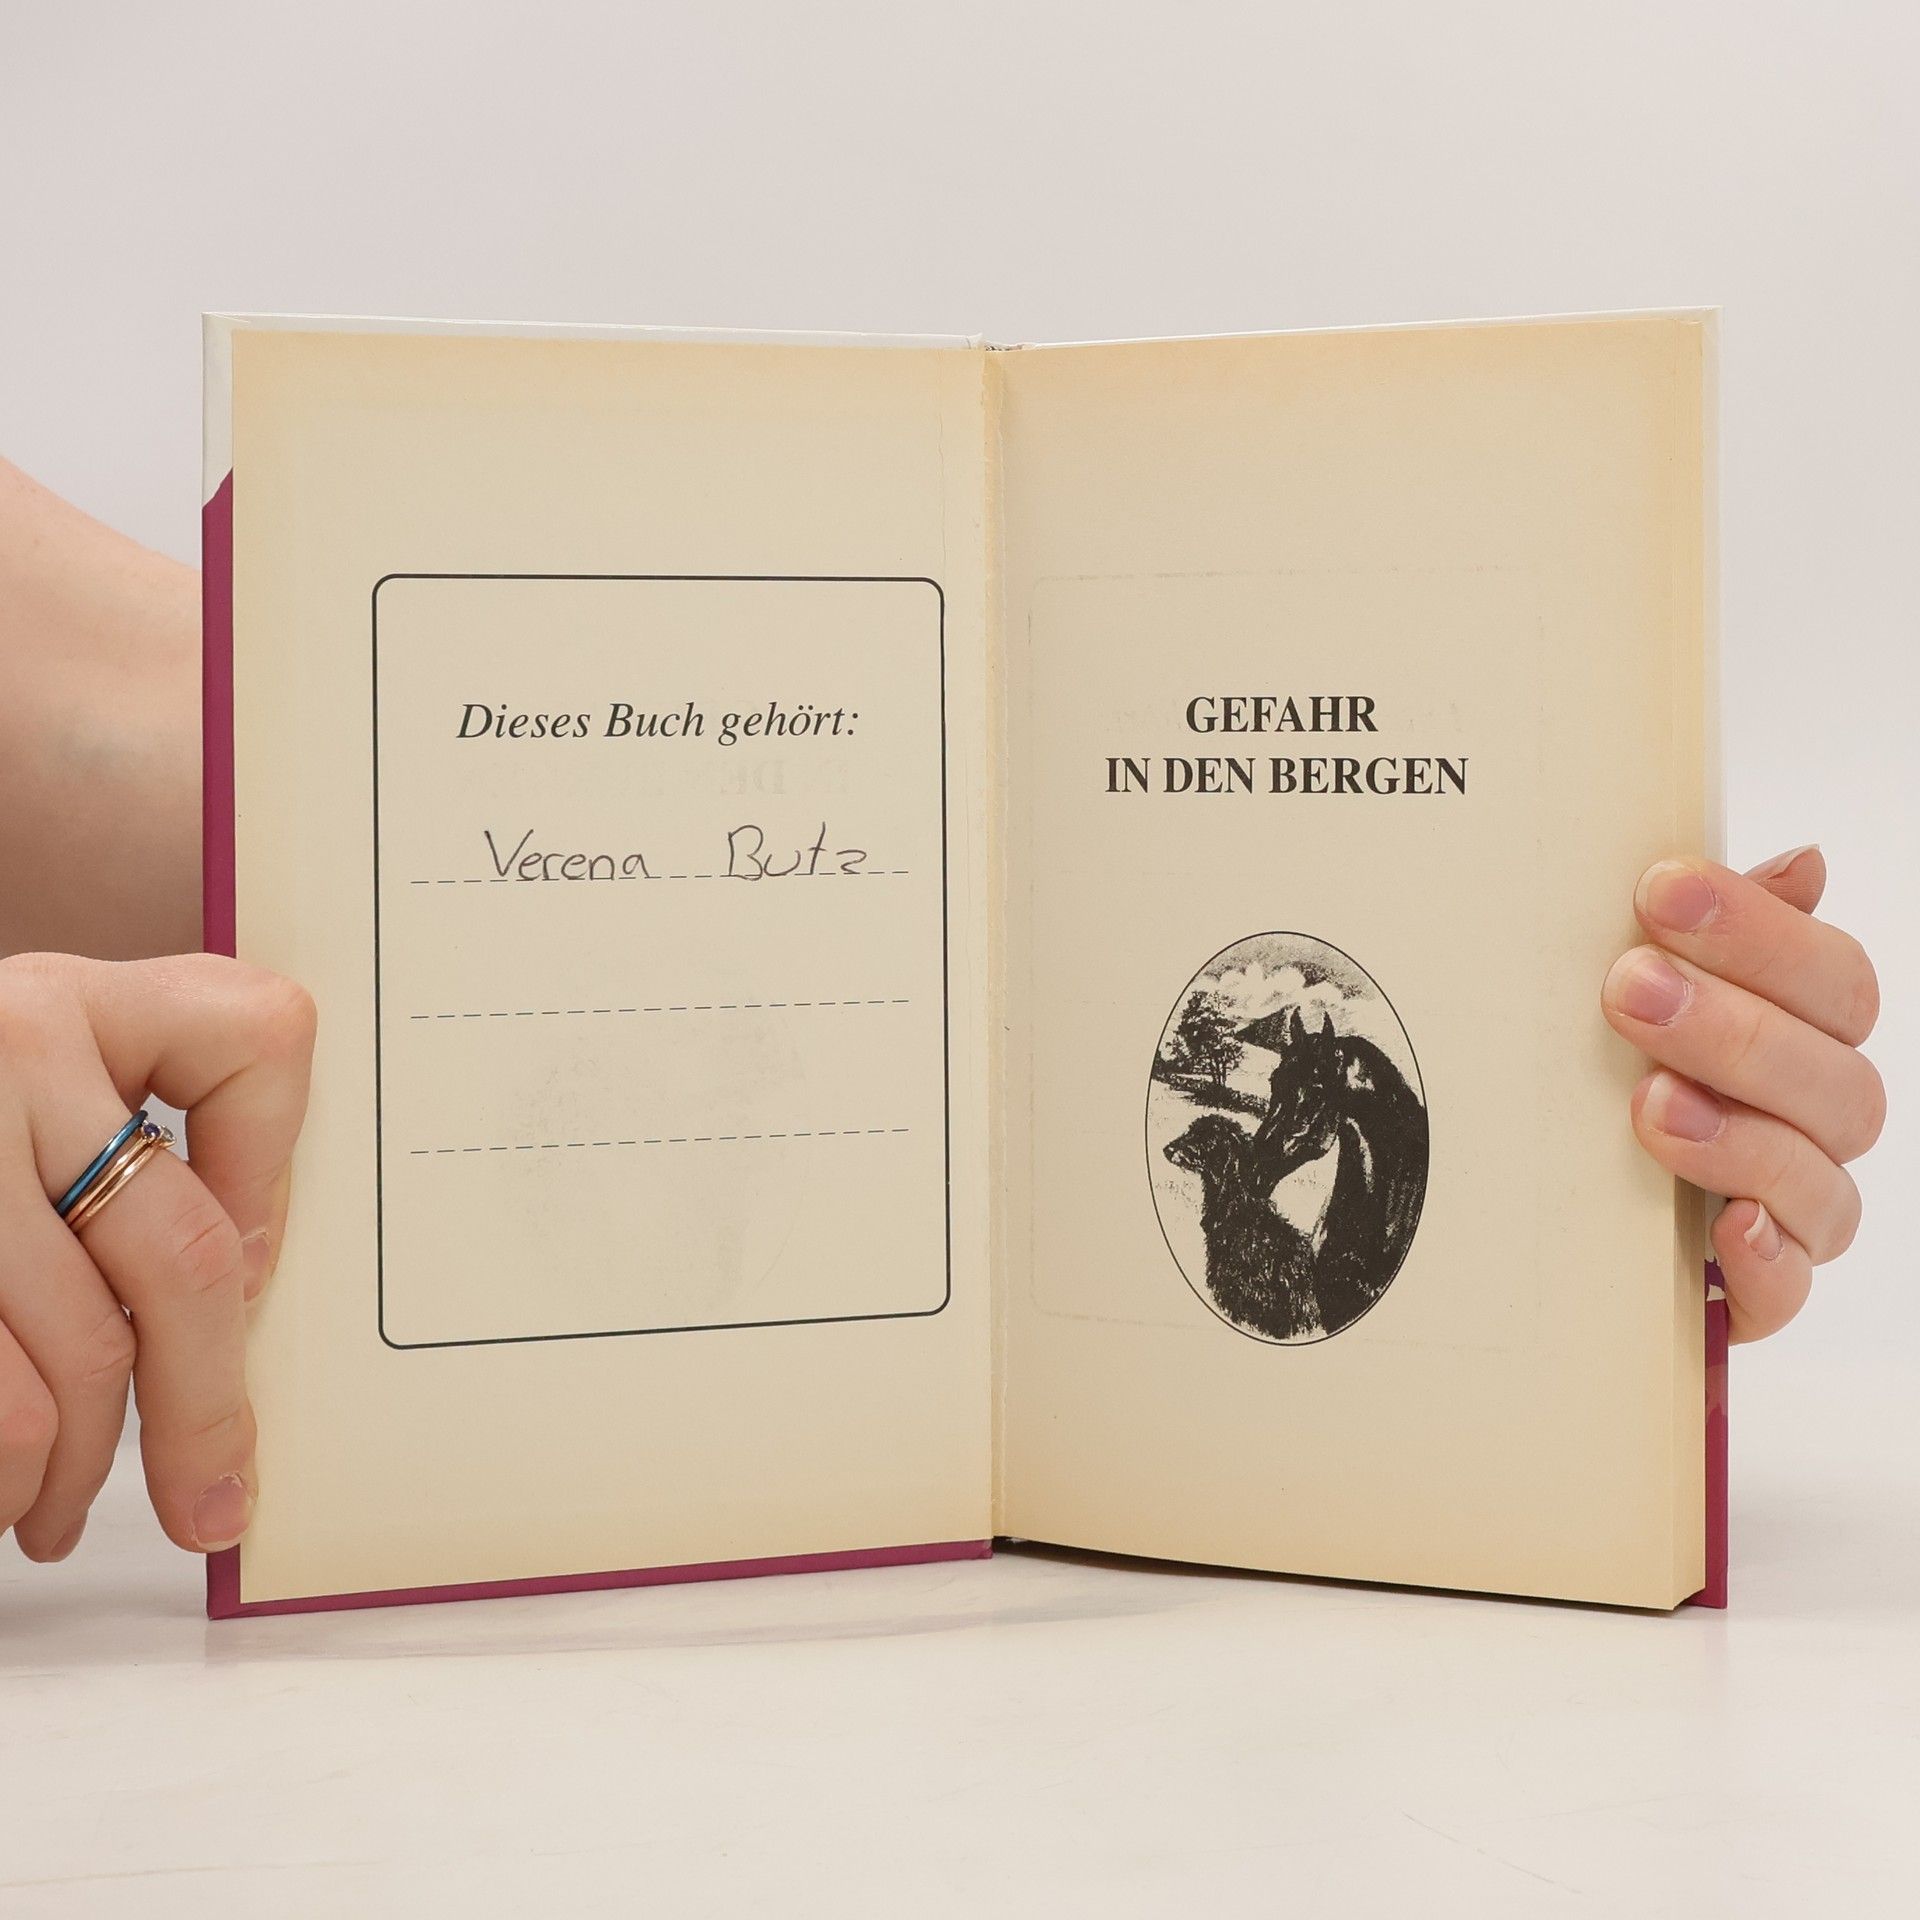 Dieses Buch gehört:
Verena Butz
GEFAHR
IN DEN BERGEN